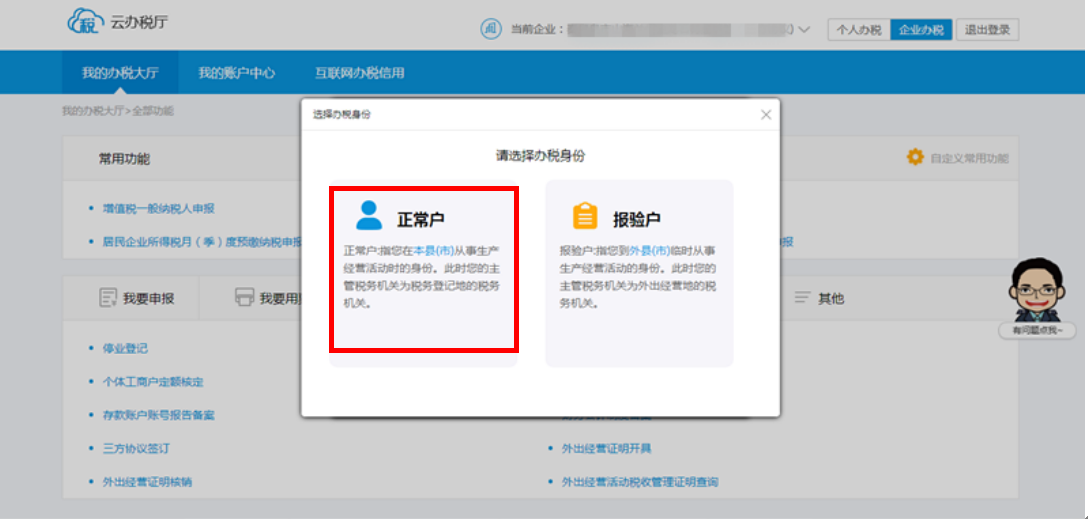 税 云办税厅
当前企业：
个人办税 企业办税 退出登录
我的办税大厅 我的账户中心 互联网办税信用
我的办税大厅>全部功能
选择办税身份
请选择办税身份
正常户
正常户:指您在本县(市)从事生产
经营活动时的身份。此时您的主
管税务机关为税务登记地的税务
机关。
报验户
报验户:指您到外县(市)临时从事
生产经营活动的身份。此时您的
主管税务机关为外出经营地的税
务机关。
常用功能
自定义常用功能
增值税一般纳税人申报
居民企业所得税月（季）度预缴纳税申报
报
我要申报 我要用
其他
停业登记
个体工商户定额核定
存款账户账号报告备案
三方协议签订 外出经营证明开具
外出经营证明核销 外出经营活动税收管理证明查询
有问题点我~